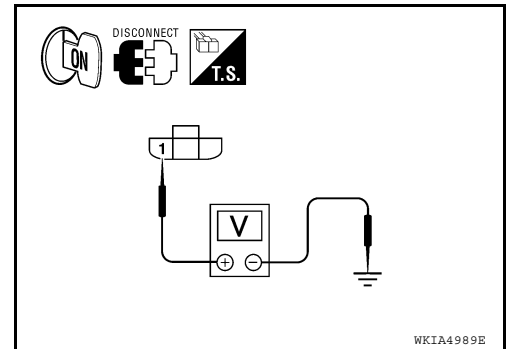 DISCONNECT
ON
T.S.
1
V
+ −
WKIA4989E